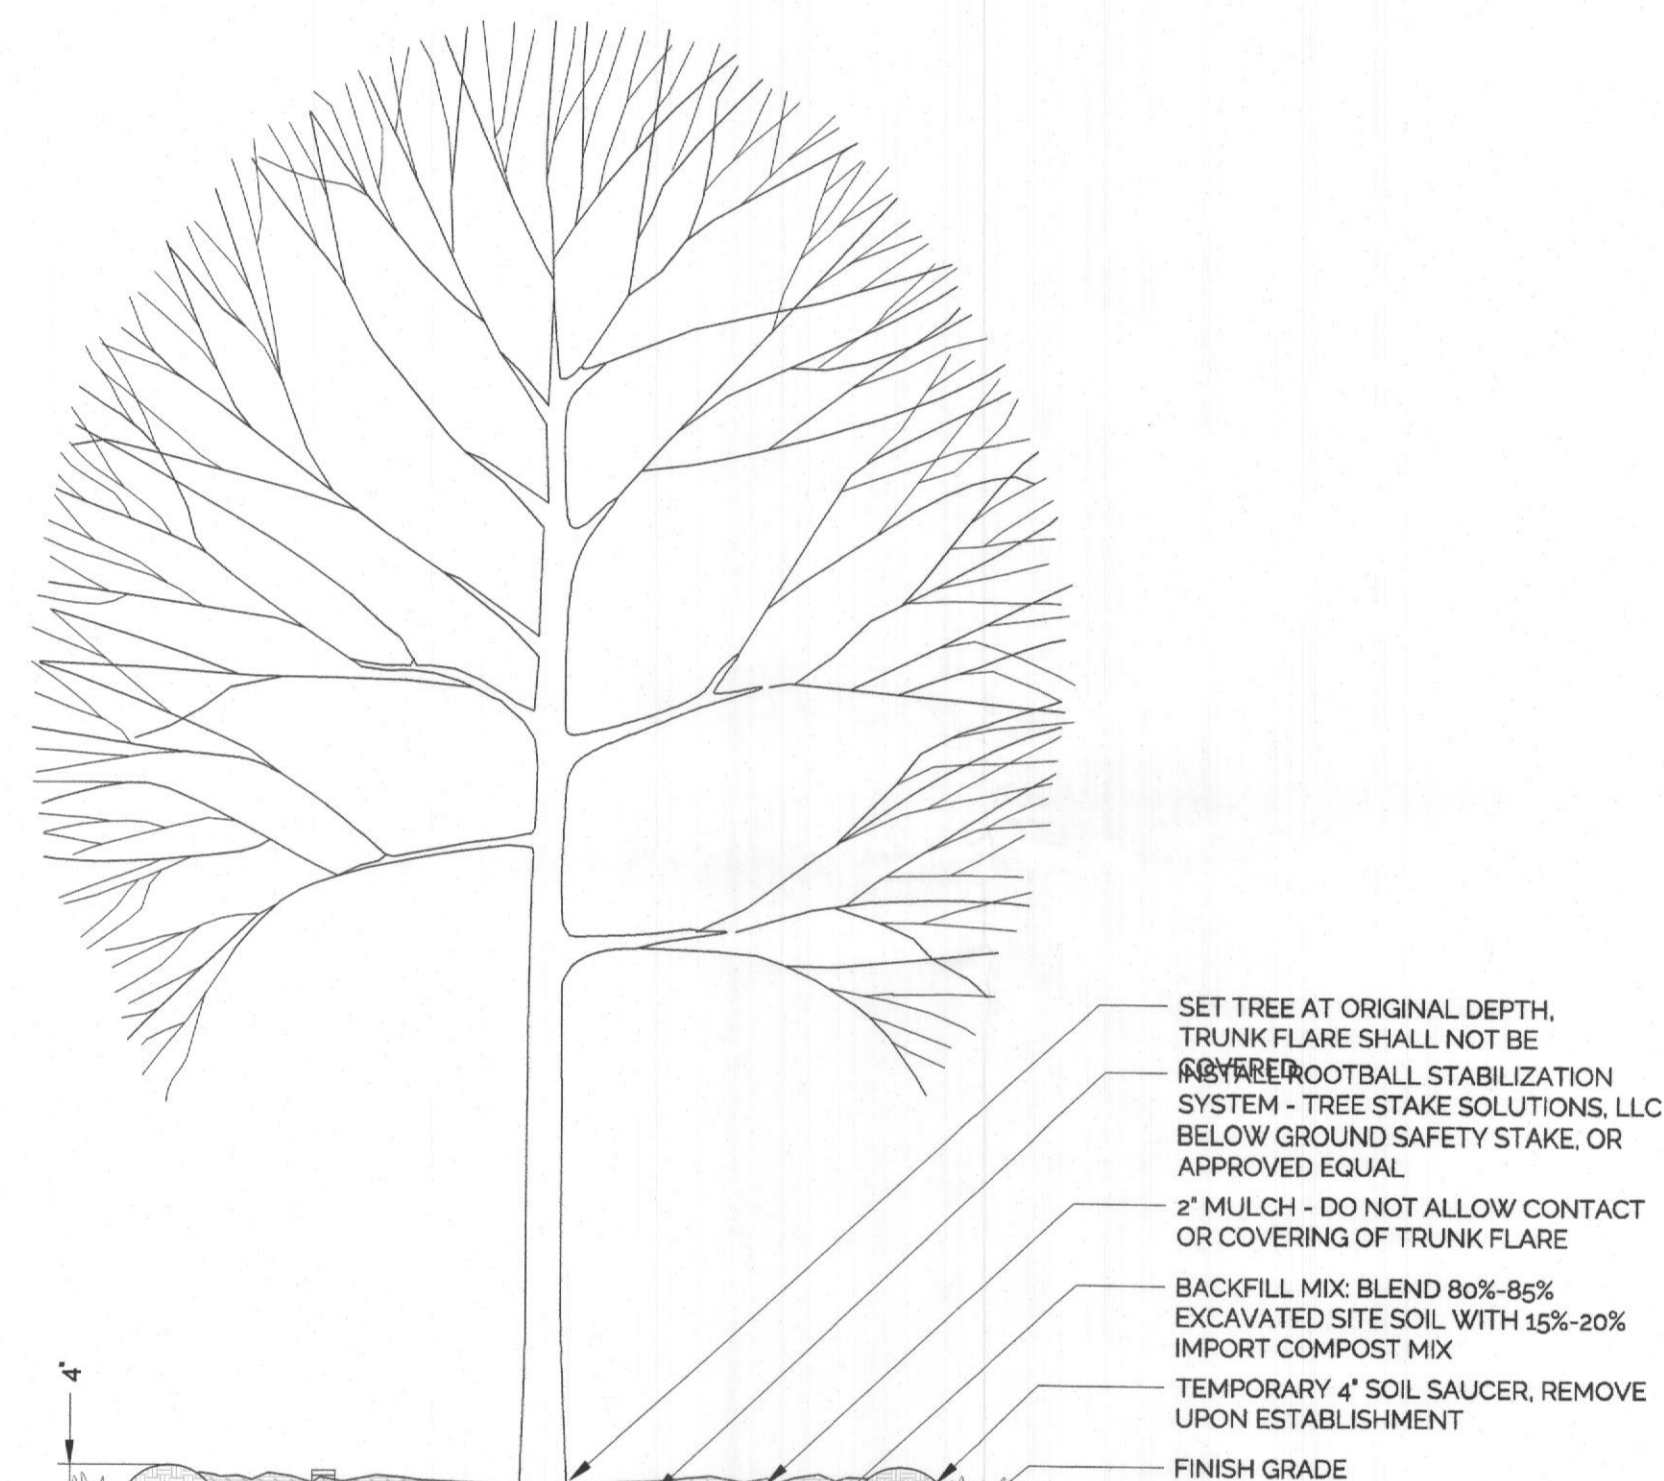 SET TREE AT ORIGINAL DEPTH,
TRUNK FLARE SHALL NOT BE
COVERED
INSTALL ROOTBALL STABILIZATION
SYSTEM - TREE STAKE SOLUTIONS, LLC
BELOW GROUND SAFETY STAKE, OR
APPROVED EQUAL
2" MULCH - DO NOT ALLOW CONTACT
OR COVERING OF TRUNK FLARE
BACKFILL MIX: BLEND 80%-85%
EXCAVATED SITE SOIL WITH 15%-20%
IMPORT COMPOST MIX
4"
TEMPORARY 4" SOIL SAUCER, REMOVE
UPON ESTABLISHMENT
FINISH GRADE